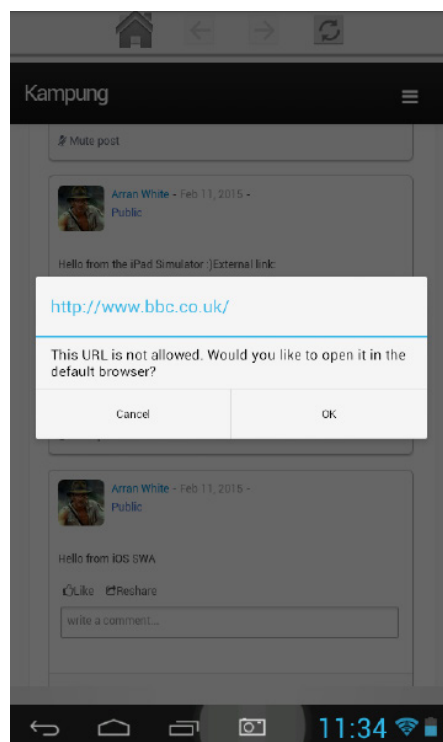 Kampung
Mute post
Arran White - Feb 11, 2015 -
Public
Hello from the iPad Simulator :)External link:
http://www.bbc.co.uk/
This URL is not allowed. Would you like to open it in the
default browser?
Cancel OK
Arran White - Feb 11, 2015 -
Public
Hello from iOS SWA
Like Reshare
write a comment...
11:34